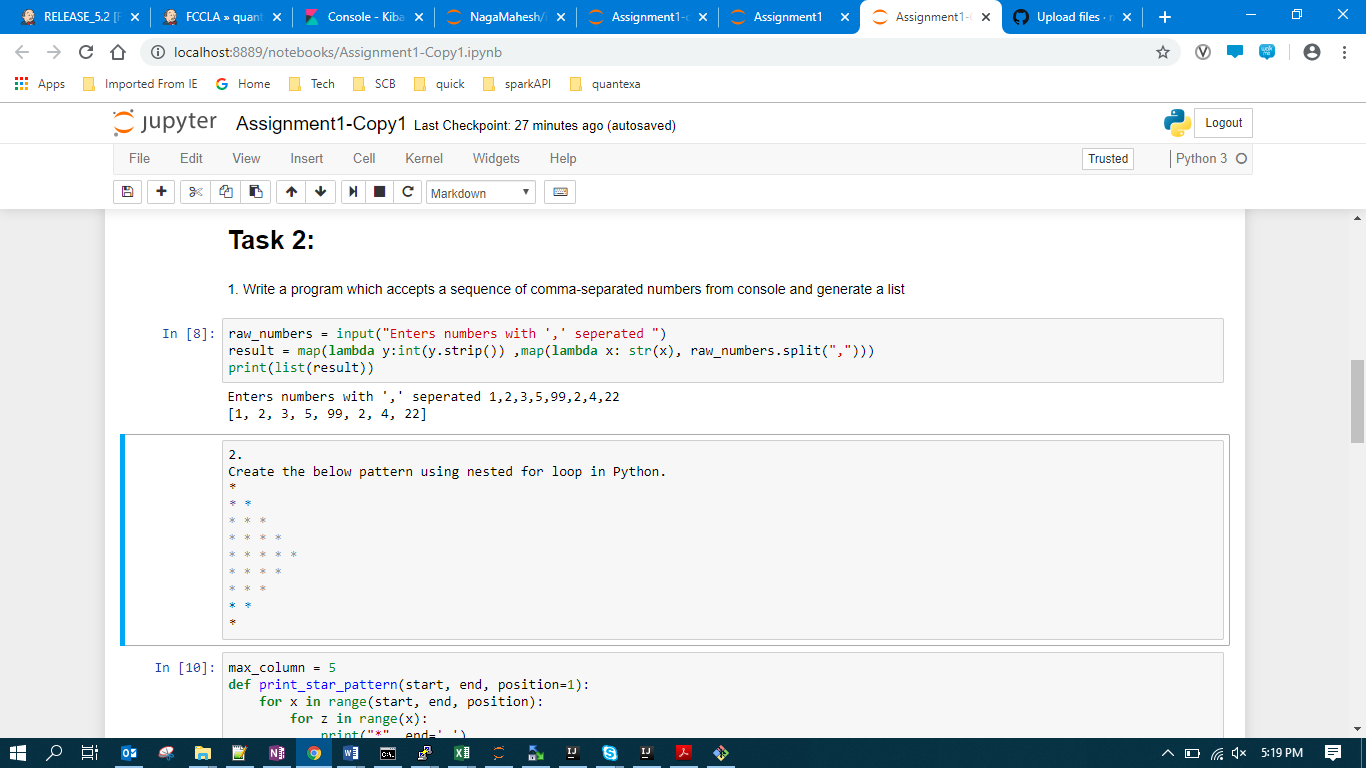 RELEASE_5.2 [F
FCCLA » quant
Console - Kiba
NagaMahesh/
Assignment1-c
Assignment1
Assignment1-C
Upload files · n
localhost:8889/notebooks/Assignment1-Copy1.ipynb
Apps Imported From IE Home Tech SCB quick sparkAPI quantexa
jupyter Assignment1-Copy1 Last Checkpoint: 27 minutes ago (autosaved) Logout
File Edit View Insert Cell Kernel Widgets Help Trusted Python 3
Markdown
Task 2:
1. Write a program which accepts a sequence of comma-separated numbers from console and generate a list
In [8]: raw_numbers = input("Enters numbers with ',' seperated ")
result = map(lambda y:int(y.strip()) ,map(lambda x: str(x), raw_numbers.split(",")))
print(list(result))
Enters numbers with ',' seperated 1,2,3,5,99,2,4,22
[1, 2, 3, 5, 99, 2, 4, 22]
2.
Create the below pattern using nested for loop in Python.
*
* *
* * *
* * * *
* * * * *
* * * *
* * *
* *
*
In [10]: max_column = 5
def print_star_pattern(start, end, position=1):
for x in range(start, end, position):
for z in range(x):
print("*", end=' ')
5:19 PM